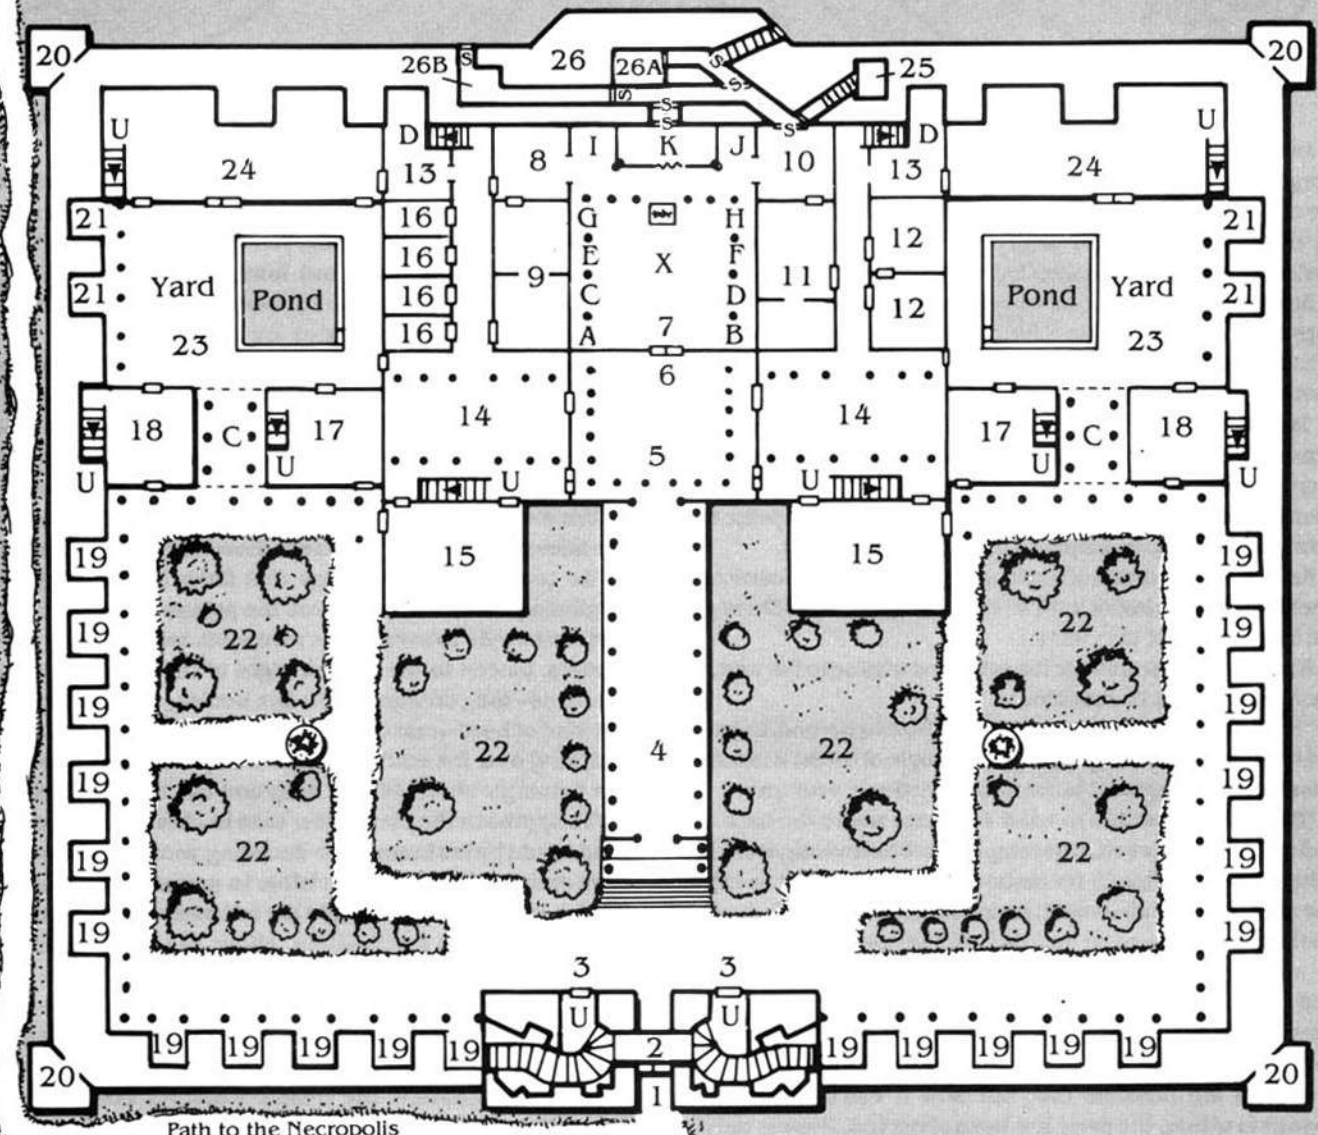 20 26 20
26B 26A 25
S S S S S S S
U D I K J D U
24 13 8 10 13 24
21 16 G H 12 21
16 E X F
21 Yard Pond 16 9 C D 11 12 Pond Yard 21
23 16 A 7 B 23
6
18 C 17 14 5 14 17 C 18
U U U U U U
15 15
19 19
19 22 22 19
19 19
22 4 22
19 19
19 22 22 19
19 19
3 3
U U
19 19 19 19 19 2 19 19 19 19 19
20 1 20
Path to the Necropolis